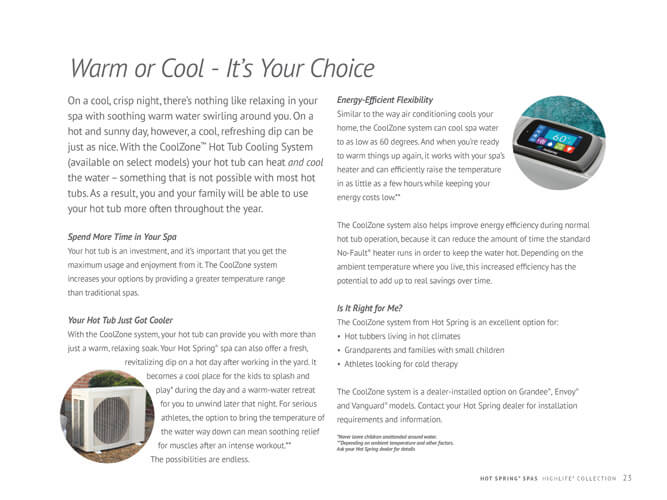 Warm or Cool - It's Your Choice
On a cool, crisp night, there's nothing like relaxing in your
spa with soothing warm water swirling around you. On a
hot and sunny day, however, a cool, refreshing dip can be
just as nice. With the CoolZone™ Hot Tub Cooling System
(available on select models) your hot tub can heat and cool
the water – something that is not possible with most hot
tubs. As a result, you and your family will be able to use
your hot tub more often throughout the year.
Spend More Time in Your Spa
Your hot tub is an investment, and it's important that you get the
maximum usage and enjoyment from it. The CoolZone system
increases your options by providing a greater temperature range
than traditional spas.
Your Hot Tub Just Got Cooler
With the CoolZone system, your hot tub can provide you with more than
just a warm, relaxing soak. Your Hot Spring® spa can also offer a fresh,
revitalizing dip on a hot day after working in the yard. It
becomes a cool place for the kids to splash and
play* during the day and a warm-water retreat
for you to unwind later that night. For serious
athletes, the option to bring the temperature of
the water way down can mean soothing relief
for muscles after an intense workout.**
The possibilities are endless.
Energy-Efficient Flexibility
Similar to the way air conditioning cools your
home, the CoolZone system can cool spa water
to as low as 60 degrees. And when you're ready
to warm things up again, it works with your spa's
heater and can efficiently raise the temperature
in as little as a few hours while keeping your
energy costs low.**
60°
The CoolZone system also helps improve energy efficiency during normal
hot tub operation, because it can reduce the amount of time the standard
No-Fault® heater runs in order to keep the water hot. Depending on the
ambient temperature where you live, this increased efficiency has the
potential to add up to real savings over time.
Is It Right for Me?
The CoolZone system from Hot Spring is an excellent option for:
• Hot tubbers living in hot climates
• Grandparents and families with small children
• Athletes looking for cold therapy
The CoolZone system is a dealer-installed option on Grandee®, Envoy®
and Vanguard® models. Contact your Hot Spring dealer for installation
requirements and information.
*Never leave children unattended around water.
**Depending on ambient temperature and other factors.
Ask your Hot Spring dealer for details.
HOT SPRING® SPAS HIGHLIFE® COLLECTION 23